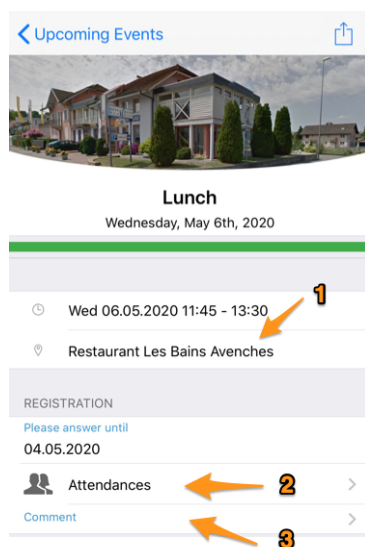 Upcoming Events
Lunch
Wednesday, May 6th, 2020
1
Wed 06.05.2020 11:45 - 13:30
Restaurant Les Bains Avenches
REGISTRATION
Please answer until
04.05.2020
Attendances
2
Comment
3